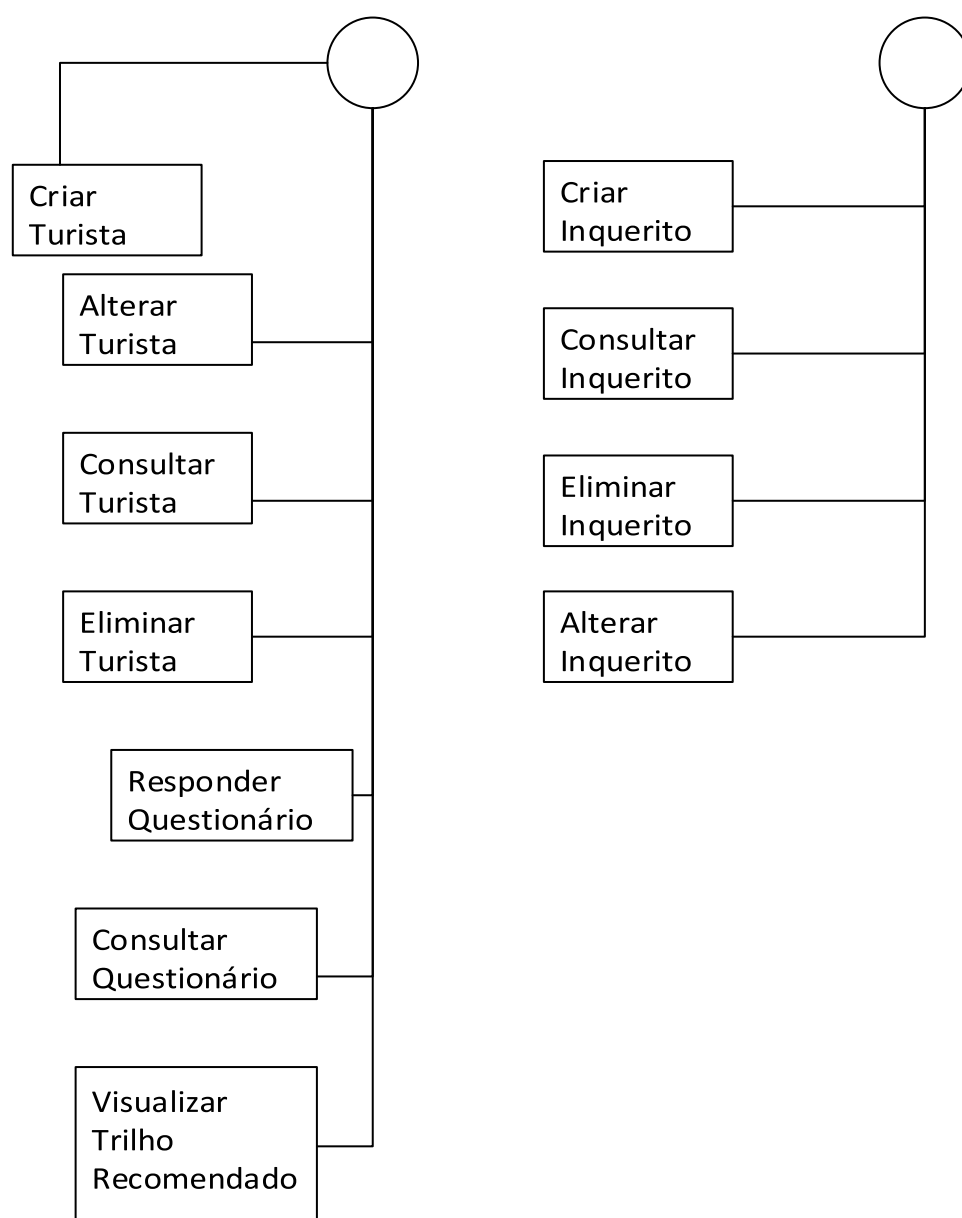 Criar
Turista
Alterar
Turista
Consultar
Turista
Eliminar
Turista
Responder
Questionário
Consultar
Questionário
Visualizar
Trilho
Recomendado
Criar
Inquerito
Consultar
Inquerito
Eliminar
Inquerito
Alterar
Inquerito